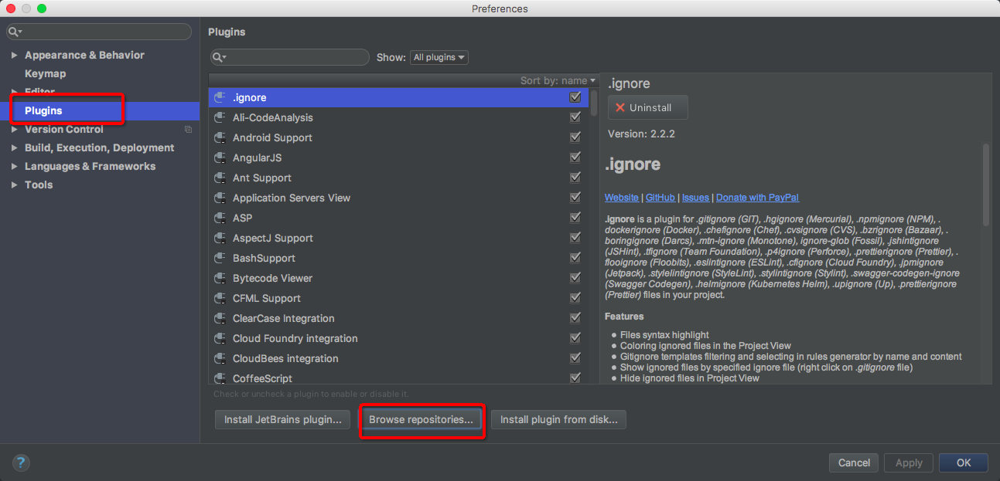 Preferences
Appearance & Behavior
Keymap
Editor
Plugins
Version Control
Build, Execution, Deployment
Languages & Frameworks
Tools
Plugins
Show: All plugins
Sort by: name
.ignore
Ali-CodeAnalysis
Android Support
AngularJS
Ant Support
Application Servers View
ASP
AspectJ Support
BashSupport
Bytecode Viewer
CFML Support
ClearCase Integration
Cloud Foundry integration
CloudBees integration
CoffeeScript
Check or uncheck a plugin to enable or disable it.
Install JetBrains plugin...
Browse repositories...
Install plugin from disk...
.ignore
Uninstall
Version: 2.2.2
.ignore
Website | GitHub | Issues | Donate with PayPal
.ignore is a plugin for .gitignore (GIT), .hgignore (Mercurial), .npmignore (NPM), .
dockerignore (Docker), .chefignore (Chef), .cvsignore (CVS), .bzrignore (Bazaar), .
boringignore (Darcs), .mtn-ignore (Monotone), ignore-glob (Fossil), .jshintignore
(JSHint), .tfignore (Team Foundation), .p4ignore (Perforce), .prettierignore (Prettier), .
flooignore (Floobits), .eslintignore (ESLint), .cfignore (Cloud Foundry), .jpmignore
(Jetpack), .stylelintignore (StyleLint), .stylintignore (Stylint), .swagger-codegen-ignore
(Swagger Codegen), .helmignore (Kubernetes Helm), .upignore (Up), .prettierignore
(Prettier) files in your project.
Features
● Files syntax highlight
● Coloring ignored files in the Project View
● Gitignore templates filtering and selecting in rules generator by name and content
● Show ignored files by specified ignore file (right click on .gitignore file)
● Hide ignored files in Project View
?
Cancel
Apply
OK